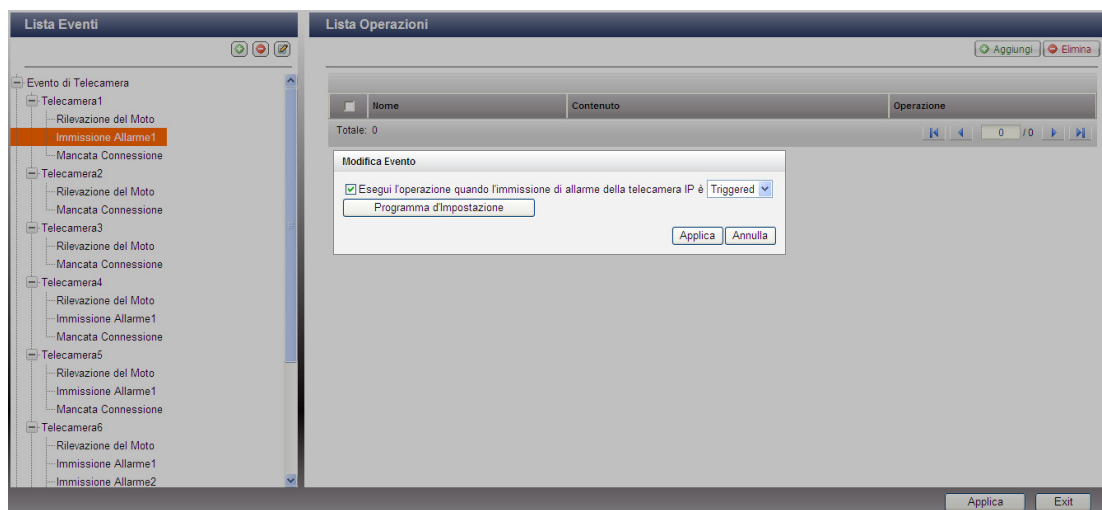 Lista Eventi
Lista Operazioni
Aggiungi
Elimina
Evento di Telecamera
Telecamera1
Rilevazione del Moto
Immissione Allarme1
Mancata Connessione
Telecamera2
Rilevazione del Moto
Mancata Connessione
Telecamera3
Rilevazione del Moto
Mancata Connessione
Telecamera4
Rilevazione del Moto
Immissione Allarme1
Mancata Connessione
Telecamera5
Rilevazione del Moto
Immissione Allarme1
Mancata Connessione
Telecamera6
Rilevazione del Moto
Immissione Allarme1
Immissione Allarme2
Nome Contenuto Operazione
Totale: 0
0 /0
Modifica Evento
Esegui l'operazione quando l'immissione di allarme della telecamera IP è Triggered
Programma d'Impostazione
Applica Annulla
Applica Exit